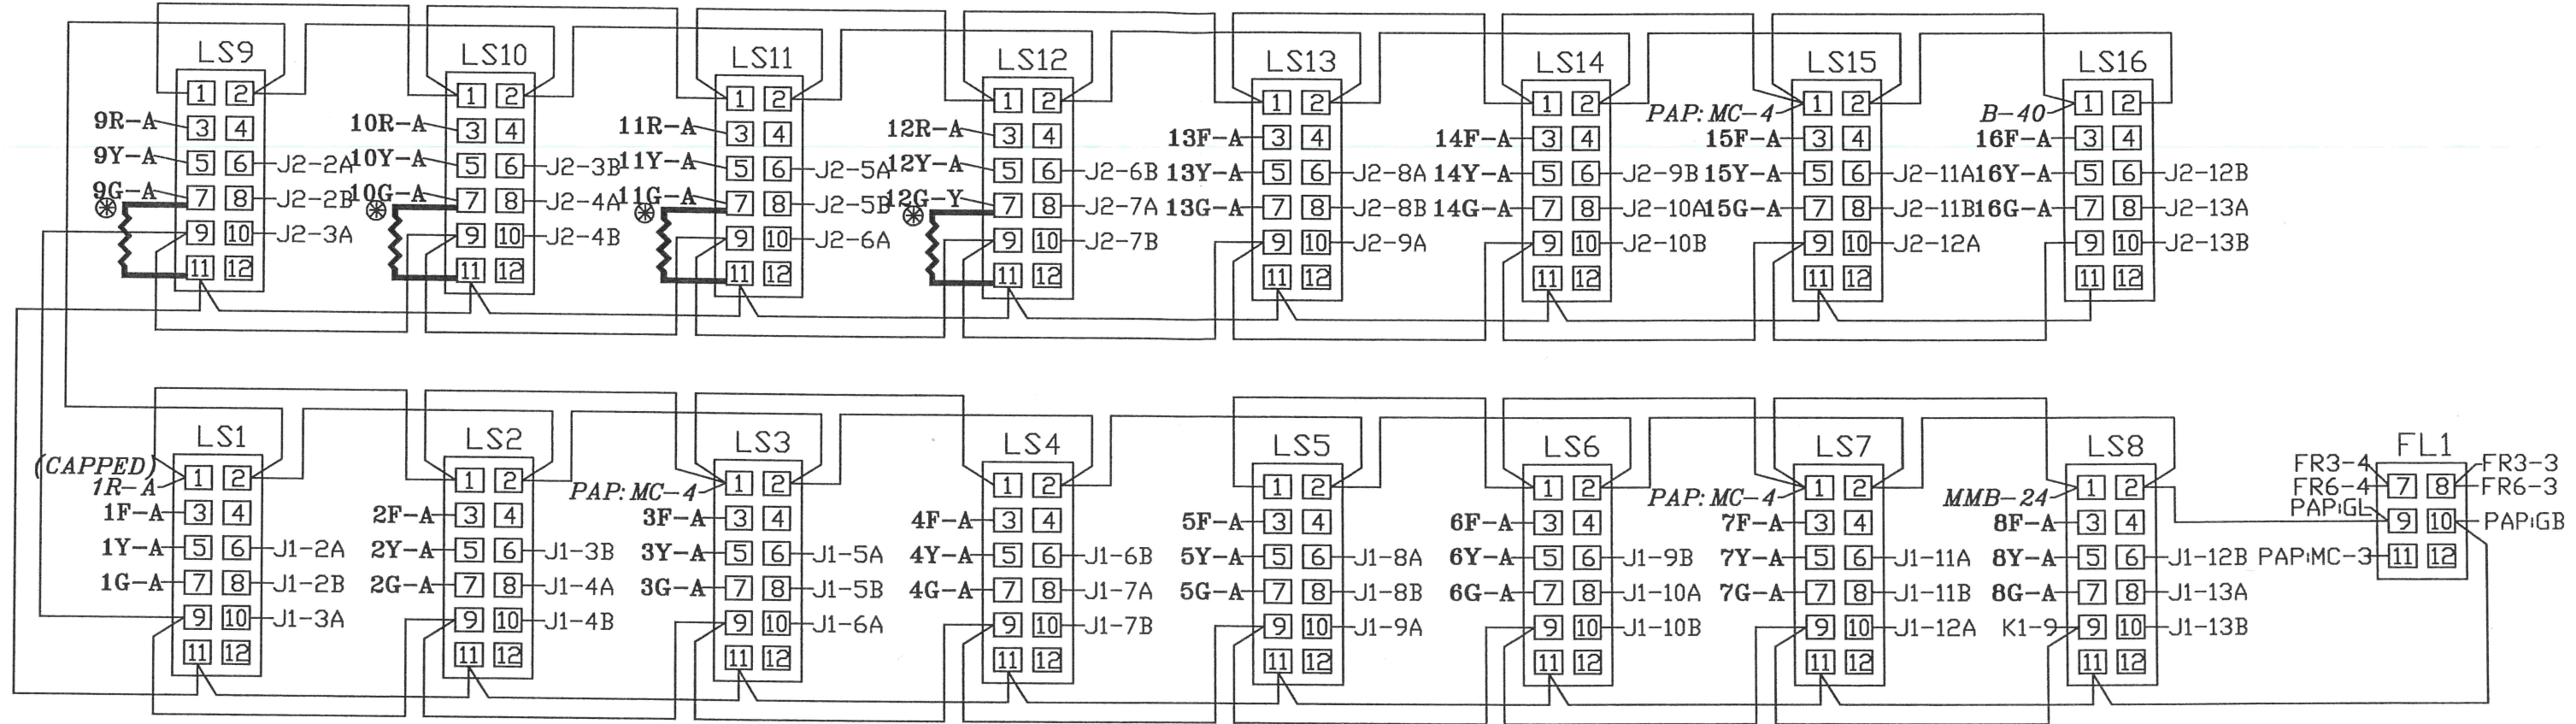 LS9 LS10 LS11 LS12 LS13 LS14 LS15 LS16
1 2 1 2 1 2 1 2 1 2 1 2 PAP:MC-4 1 2 B-40 1 2
9R-A 3 4 10R-A 3 4 11R-A 3 4 12R-A 3 4 13F-A 3 4 14F-A 3 4 15F-A 3 4 16F-A 3 4
9Y-A 5 6 J2-2A 10Y-A 5 6 J2-3B 11Y-A 5 6 J2-5A 12Y-A 5 6 J2-6B 13Y-A 5 6 J2-8A 14Y-A 5 6 J2-9B 15Y-A 5 6 J2-11A 16Y-A 5 6 J2-12B
9G-A 7 8 J2-2B 10G-A 7 8 J2-4A 11G-A 7 8 J2-5B 12G-Y 7 8 J2-7A 13G-A 7 8 J2-8B 14G-A 7 8 J2-10A 15G-A 7 8 J2-11B 16G-A 7 8 J2-13A
9 10 J2-3A 9 10 J2-4B 9 10 J2-6A 9 10 J2-7B 9 10 J2-9A 9 10 J2-10B 9 10 J2-12A 9 10 J2-13B
11 12 11 12 11 12 11 12 11 12 11 12 11 12 11 12
LS1 LS2 LS3 LS4 LS5 LS6 LS7 LS8 FL1
(CAPPED)
1R-A 1 2 1 2 PAP:MC-4 1 2 1 2 1 2 1 2 PAP:MC-4 1 2 MMB-24 1 2
1F-A 3 4 2F-A 3 4 3F-A 3 4 4F-A 3 4 5F-A 3 4 6F-A 3 4 7F-A 3 4 8F-A 3 4
1Y-A 5 6 J1-2A 2Y-A 5 6 J1-3B 3Y-A 5 6 J1-5A 4Y-A 5 6 J1-6B 5Y-A 5 6 J1-8A 6Y-A 5 6 J1-9B 7Y-A 5 6 J1-11A 8Y-A 5 6 J1-12B
1G-A 7 8 J1-2B 2G-A 7 8 J1-4A 3G-A 7 8 J1-5B 4G-A 7 8 J1-7A 5G-A 7 8 J1-8B 6G-A 7 8 J1-10A 7G-A 7 8 J1-11B 8G-A 7 8 J1-13A
9 10 J1-3A 9 10 J1-4B 9 10 J1-6A 9 10 J1-7B 9 10 J1-9A 9 10 J1-10B 9 10 J1-12A K1-9 9 10 J1-13B
11 12 11 12 11 12 11 12 11 12 11 12 11 12 11 12
FR3-4 FR3-3
FR6-4 7 8 FR6-3
PAP:GL 9 10 PAP:GB
PAP:MC-3 11 12